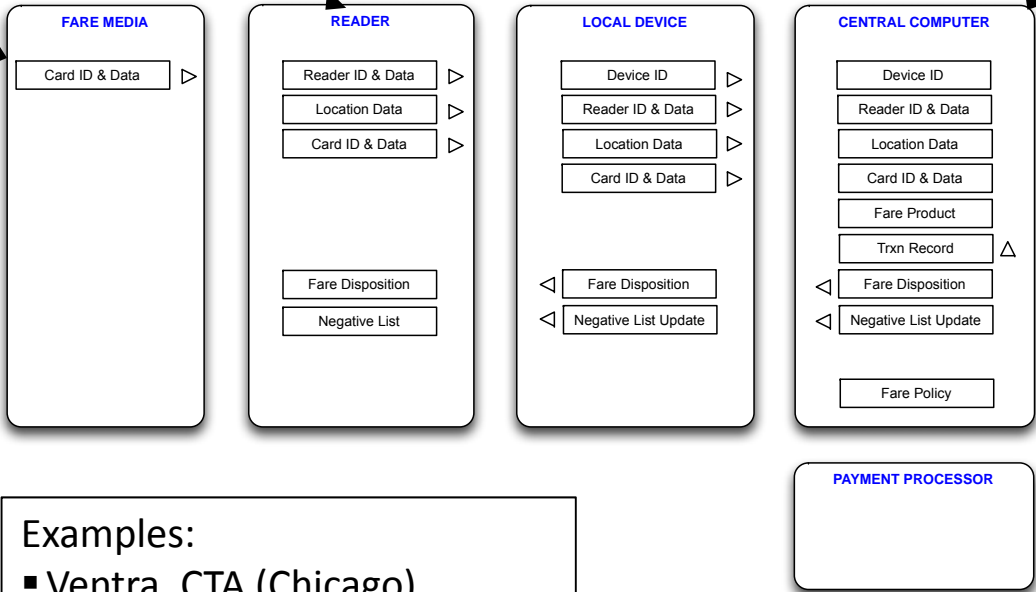 FARE MEDIA
Card ID & Data
READER
Reader ID & Data
Location Data
Card ID & Data
Fare Disposition
Negative List
LOCAL DEVICE
Device ID
Reader ID & Data
Location Data
Card ID & Data
Fare Disposition
Negative List Update
CENTRAL COMPUTER
Device ID
Reader ID & Data
Location Data
Card ID & Data
Fare Product
Trxn Record
Fare Disposition
Negative List Update
Fare Policy
PAYMENT PROCESSOR
Examples:
▪ Ventra, CTA (Chicago)